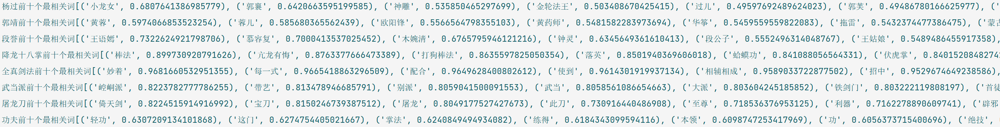 杨过前十个最相关词[('小龙女', 0.6807641386985779), ('郭襄', 0.6420663595199585), ('神雕', 0.535850465297699), ('金轮法王', 0.503408670425415), ('过儿', 0.49597692489624023), ('郭芙', 0.49486780166625977), ('
郭靖前十个最相关词[('黄蓉', 0.5974066853523254), ('蓉儿', 0.585680365562439), ('欧阳锋', 0.5566564798355103), ('黄药师', 0.5481582283973694), ('华筝', 0.5459559559822083), ('拖雷', 0.5432374477386475), ('蒙古
段誉前十个最相关词[('王语嫣', 0.7322624921798706), ('慕容复', 0.7000413537025452), ('木婉清', 0.6765795946121216), ('钟灵', 0.6345649361610413), ('段公子', 0.5552496314048767), ('王姑娘', 0.5489486455917358),
降龙十八掌前十个最相关词[('棒法', 0.899730920791626), ('亢龙有悔', 0.8763377666473389), ('打狗棒法', 0.8635597825050354), ('落英', 0.8501940369606018), ('蛤蟆功', 0.841088056564331), ('伏虎掌', 0.84015208482742
全真剑法前十个最相关词[('妙着', 0.9681660532951355), ('每一式', 0.9665418863296509), ('配合', 0.9649628400802612), ('使到', 0.9614301919937134), ('相辅相成', 0.9589033722877502), ('招中', 0.9529674649238586),
武当派前十个最相关词[('崆峒派', 0.8223782777786255), ('带艺', 0.813478946685791), ('别派', 0.8059041500091553), ('武当', 0.8058561086654663), ('大派', 0.803604245185852), ('铁剑门', 0.803222119808197), ('首徒
屠龙刀前十个最相关词[('倚天剑', 0.8224515914916992), ('宝刀', 0.8150246739387512), ('屠龙', 0.8049177527427673), ('此刀', 0.730916440486908), ('至尊', 0.718536376953125), ('利器', 0.7162278890609741), ('辟邪
功夫前十个最相关词[('轻功', 0.6307209134101868), ('这门', 0.6274754405021667), ('掌法', 0.6240849494934082), ('练得', 0.6184343099594116), ('本领', 0.6098747253417969), ('功', 0.6056373715400696), ('绝技',